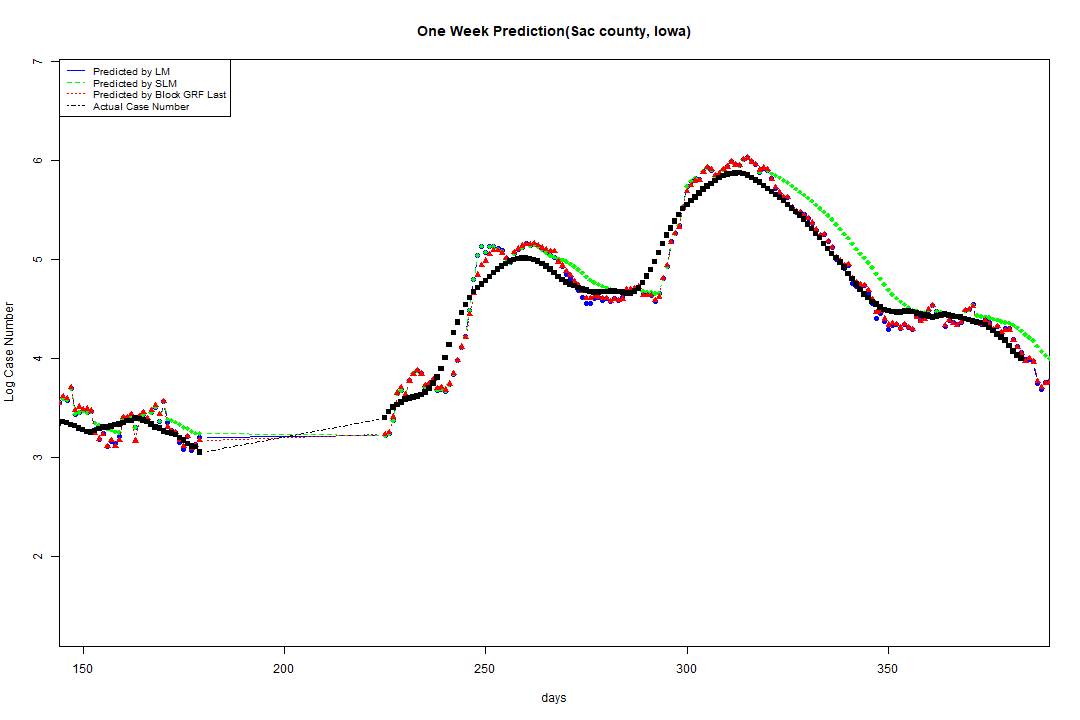 One Week Prediction(Sac county, Iowa)
7
Predicted by LM
Predicted by SLM
Predicted by Block GRF Last
Actual Case Number
6
5
4
3
2
Log Case Number
150
200
250
300
350
days